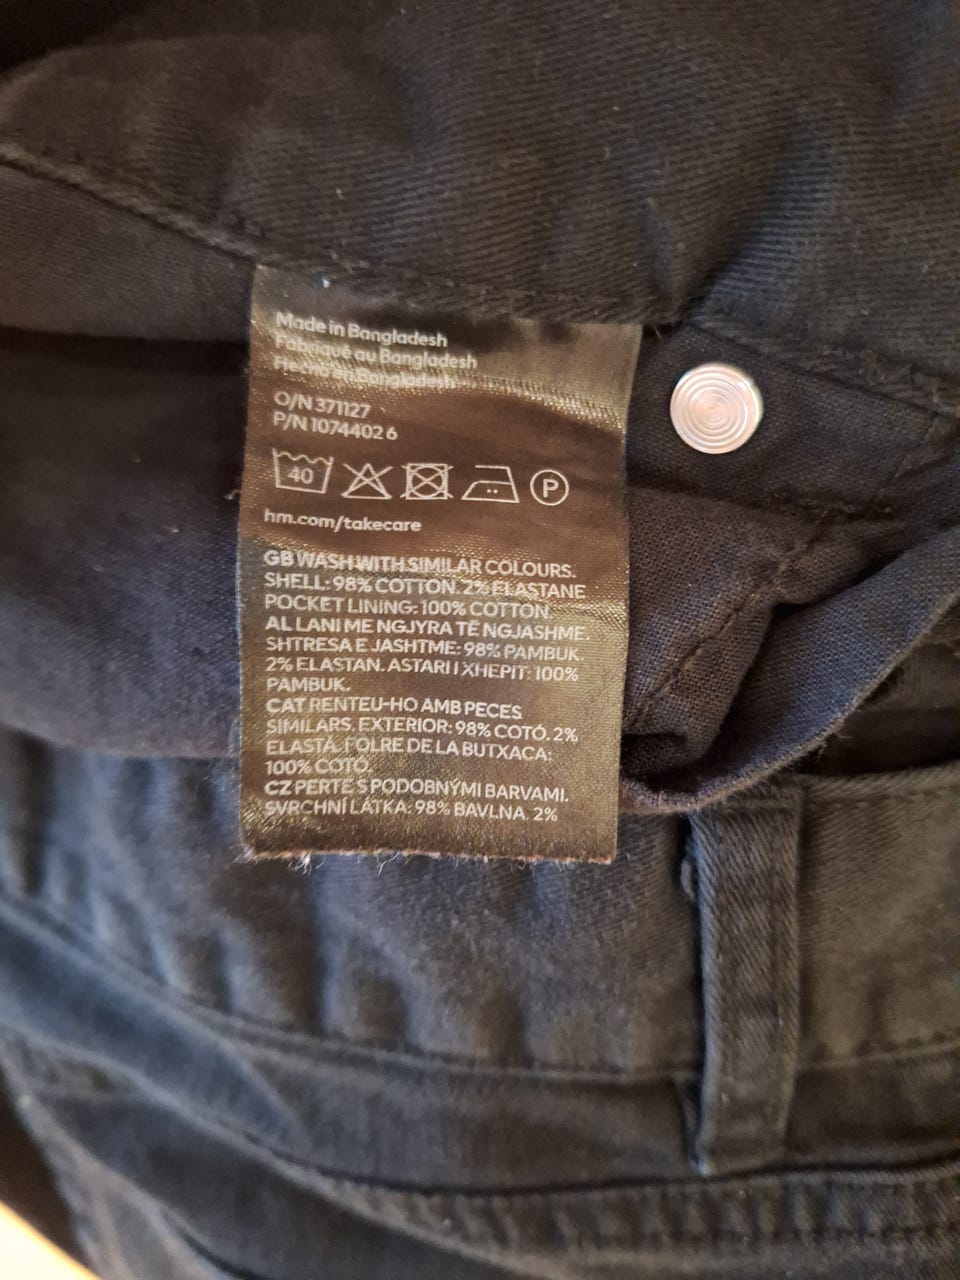 Made in Bangladesh
Fabriqué au Bangladesh
Hecho en Bangladesh
O/N 371127
P/N 1074402 6
40
P
hm.com/takecare
GB WASH WITH SIMILAR COLOURS.
SHELL: 98% COTTON. 2% ELASTANE
POCKET LINING: 100% COTTON.
AL LANI ME NGJYRA TË NGJASHME.
SHTRESA E JASHTME: 98% PAMBUK.
2% ELASTAN. ASTARI I XHEPIT: 100%
PAMBUK.
CAT RENTEU-HO AMB PECES
SIMILARS. EXTERIOR: 98% COTÓ. 2%
ELASTÀ. FOLRE DE LA BUTXACA:
100% COTÓ.
CZ PERTE S PODOBNÝMI BARVAMI.
SVRCHNÍ LÁTKA: 98% BAVLNA. 2%